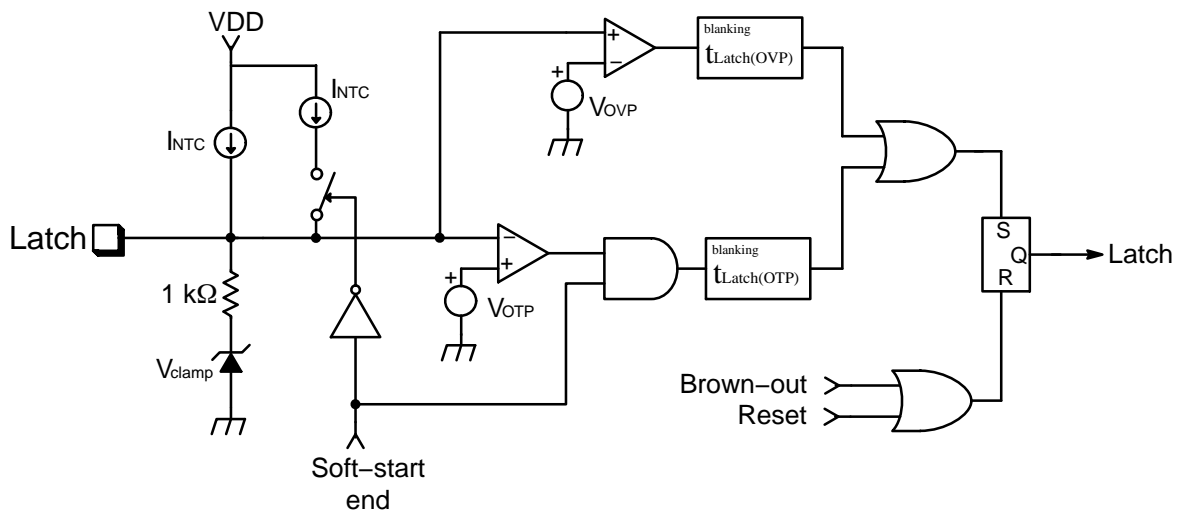 VDD
blanking
tLatch(OVP)
INTC
+
−
+
VOVP
INTC
Latch
−
+
blanking
tLatch(OTP)
S
Q
R
Latch
+
VOTP
1 kΩ
Vclamp
Brown−out
Reset
Soft−start
end